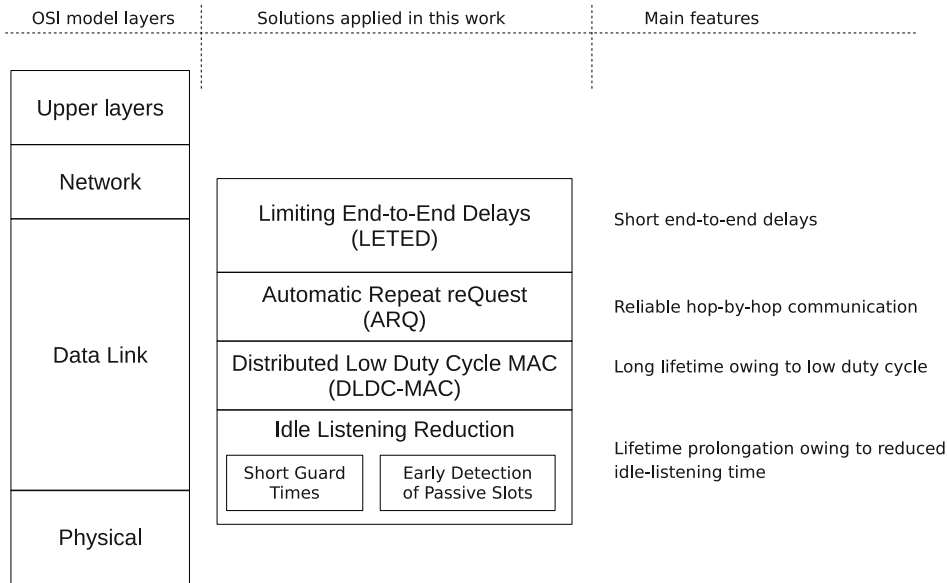 OSI model layers
Solutions applied in this work
Main features
Upper layers
Network
Data Link
Physical
Limiting End-to-End Delays
(LETED)
Automatic Repeat reQuest
(ARQ)
Distributed Low Duty Cycle MAC
(DLDC-MAC)
Idle Listening Reduction
Short Guard
Times
Early Detection
of Passive Slots
Short end-to-end delays
Reliable hop-by-hop communication
Long lifetime owing to low duty cycle
Lifetime prolongation owing to reduced
idle-listening time